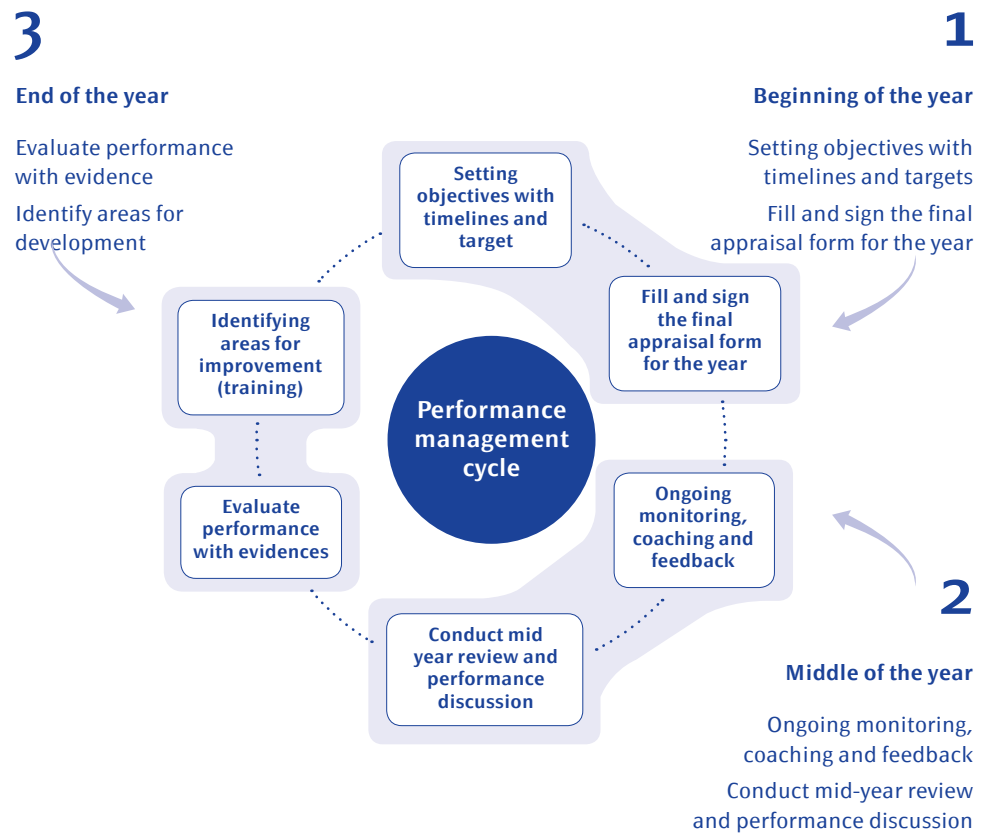 3
End of the year
Evaluate performance
with evidence
Identify areas for
development
1
Beginning of the year
Setting objectives with
timelines and targets
Fill and sign the final
appraisal form for the year
Setting
objectives with
timelines and
target
Fill and sign
the final
appraisal form
for the year
Identifying
areas for
improvement
(training)
Performance
management
cycle
Ongoing
monitoring,
coaching and
feedback
Evaluate
performance
with evidences
Conduct mid
year review and
performance
discussion
2
Middle of the year
Ongoing monitoring,
coaching and feedback
Conduct mid-year review
and performance discussion